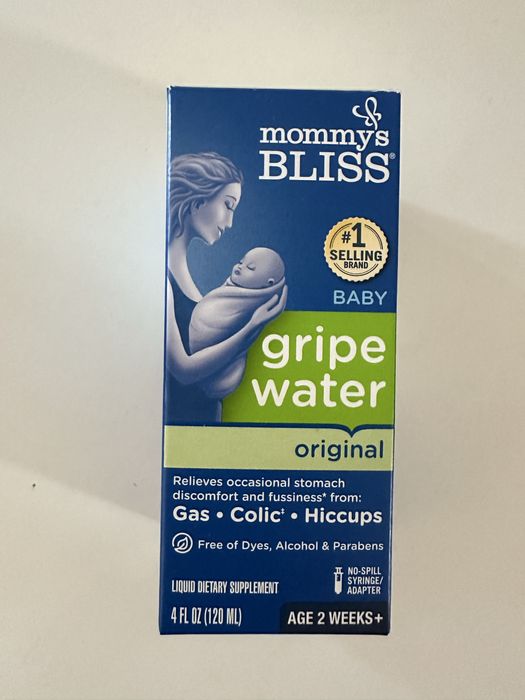 mommy's
BLISS®
#1
SELLING
BRAND
BABY
gripe
water
original
Relieves occasional stomach
discomfort and fussiness* from:
Gas • Colic‡ • Hiccups
Free of Dyes, Alcohol & Parabens
NO-SPILL
SYRINGE/
ADAPTER
LIQUID DIETARY SUPPLEMENT
4 FL OZ (120 ML)
AGE 2 WEEKS+